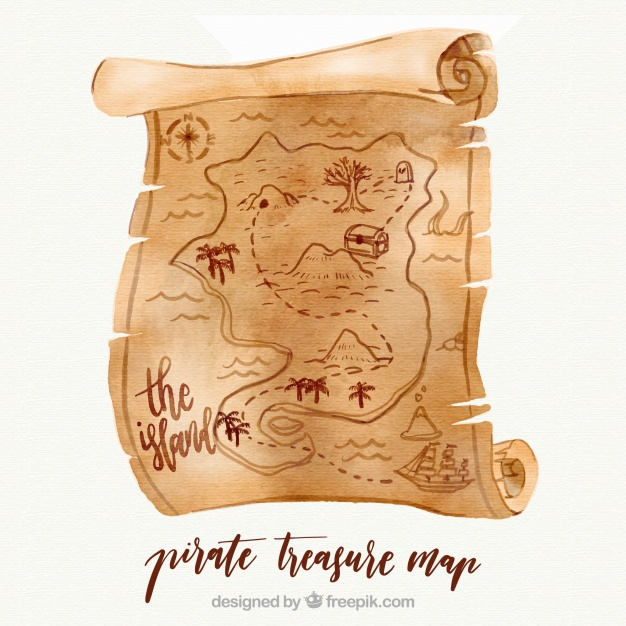 N
W E
S
the
island
pirate treasure map
designed by freepik.com